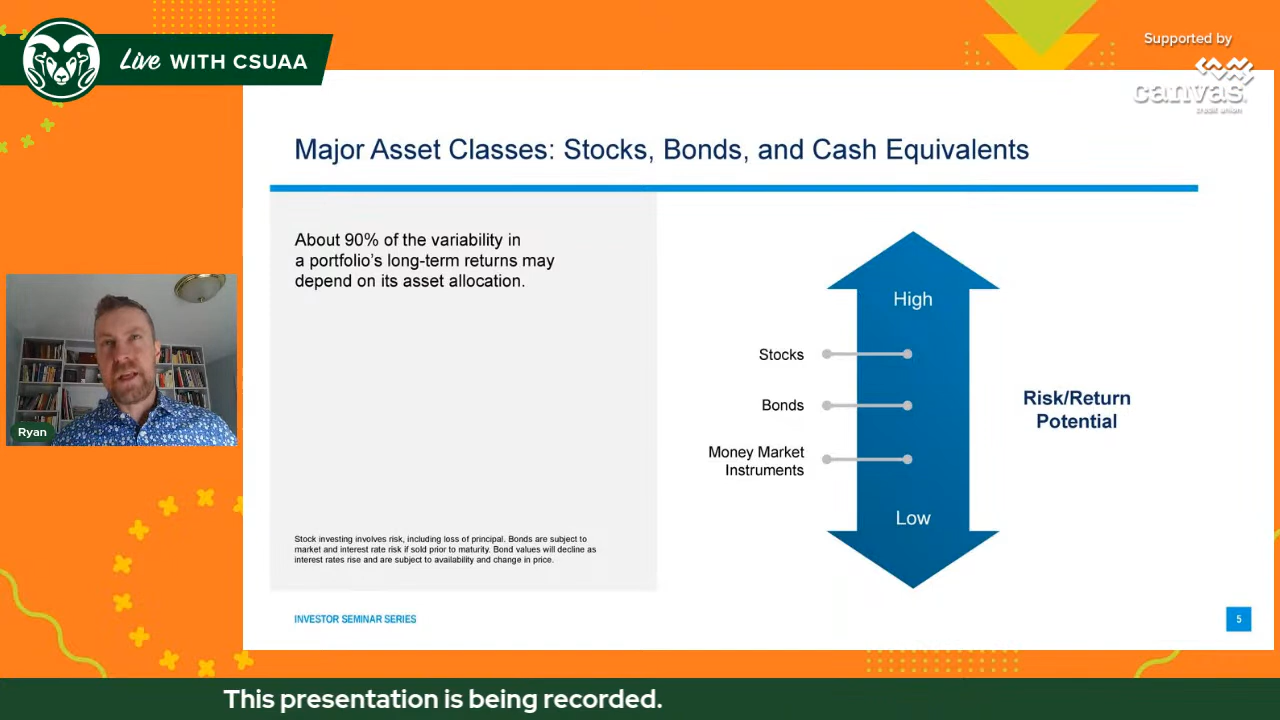 Live WITH CSUAA
Supported by
canvas
credit union
Major Asset Classes: Stocks, Bonds, and Cash Equivalents
About 90% of the variability in
a portfolio's long-term returns may
depend on its asset allocation.
Stock investing involves risk, including loss of principal. Bonds are subject to
market and interest rate risk if sold prior to maturity. Bond values will decline as
interest rates rise and are subject to availability and change in price.
High
Stocks
Bonds
Money Market
Instruments
Low
Risk/Return
Potential
Ryan
INVESTOR SEMINAR SERIES
5
This presentation is being recorded.